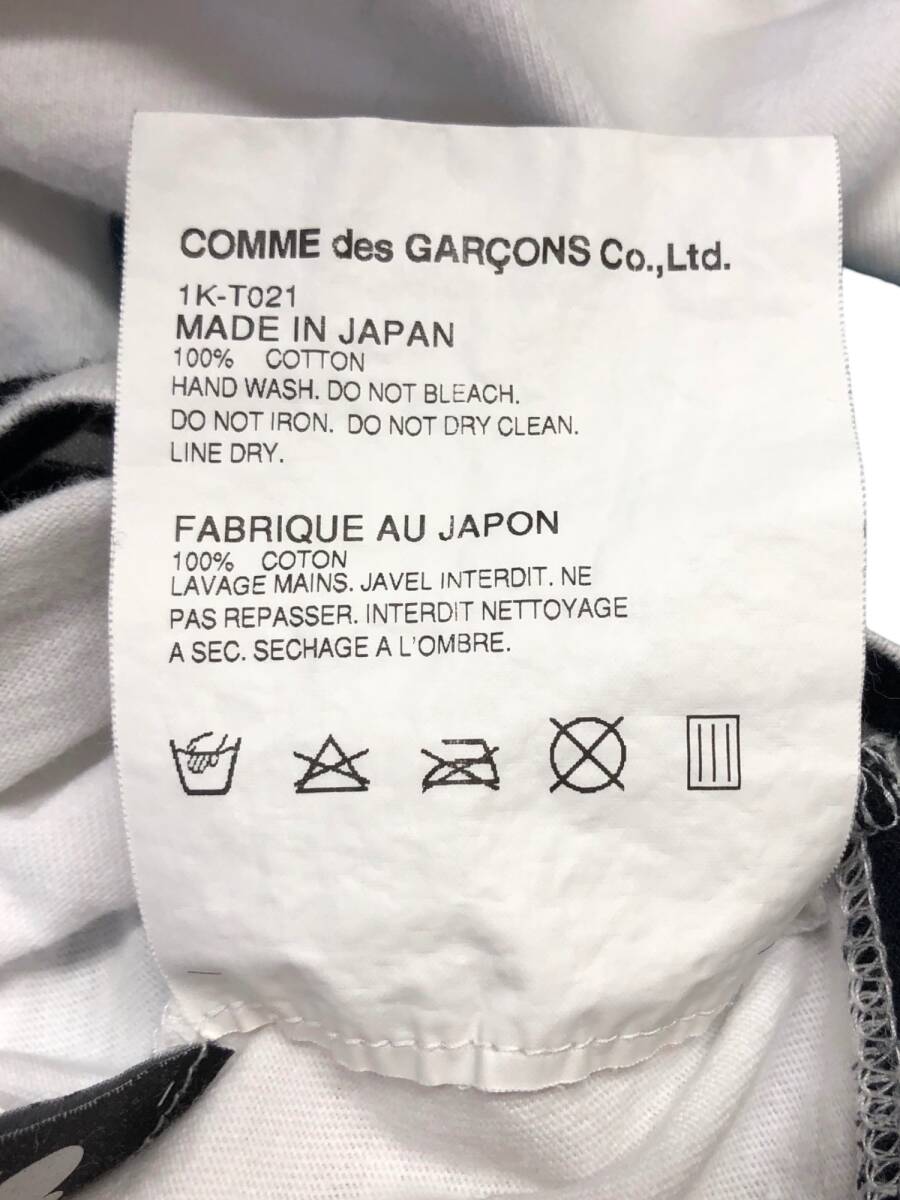 COMME des GARÇONS Co.,Ltd.
1K-T021
MADE IN JAPAN
100% COTTON
HAND WASH. DO NOT BLEACH.
DO NOT IRON. DO NOT DRY CLEAN.
LINE DRY.
FABRIQUE AU JAPON
100% COTON
LAVAGE MAINS. JAVEL INTERDIT. NE
PAS REPASSER. INTERDIT NETTOYAGE
A SEC. SECHAGE A L'OMBRE.